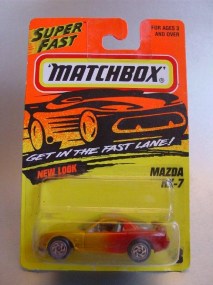 SUPER
FAST
FOR AGES 3
AND OVER
MATCHBOX
GET IN THE FAST LANE!
NEW LOOK
MAZDA
RX-7